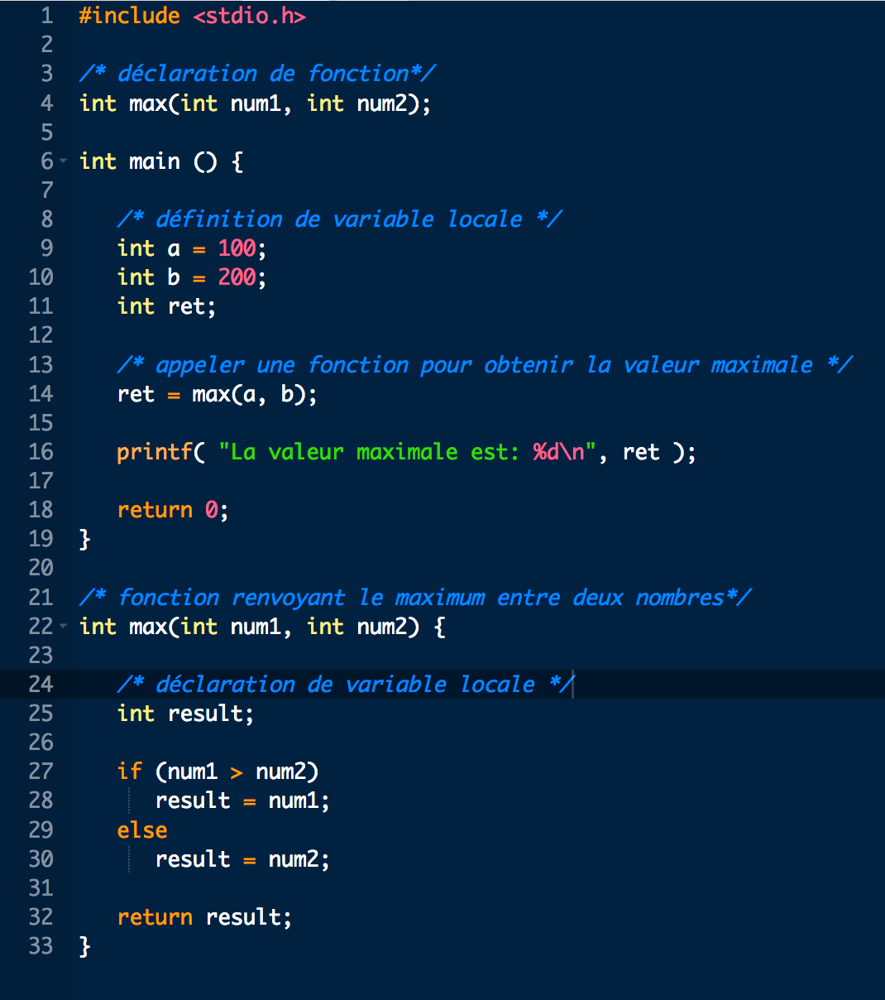 1 #include <stdio.h>
2
3 /* déclaration de fonction*/
4 int max(int num1, int num2);
5
6 int main () {
7
8 /* définition de variable locale */
9 int a = 100;
10 int b = 200;
11 int ret;
12
13 /* appeler une fonction pour obtenir la valeur maximale */
14 ret = max(a, b);
15
16 printf( "La valeur maximale est: %d\n", ret );
17
18 return 0;
19 }
20
21 /* fonction renvoyant le maximum entre deux nombres*/
22 int max(int num1, int num2) {
23
24 /* déclaration de variable locale */
25 int result;
26
27 if (num1 > num2)
28 result = num1;
29 else
30 result = num2;
31
32 return result;
33 }